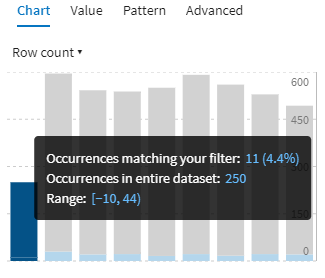 Chart Value Pattern Advanced
Row count ▾
600
450
Occurrences matching your filter: 11 (4.4%)
Occurrences in entire dataset: 250
Range: [−10, 44)
300
150
0